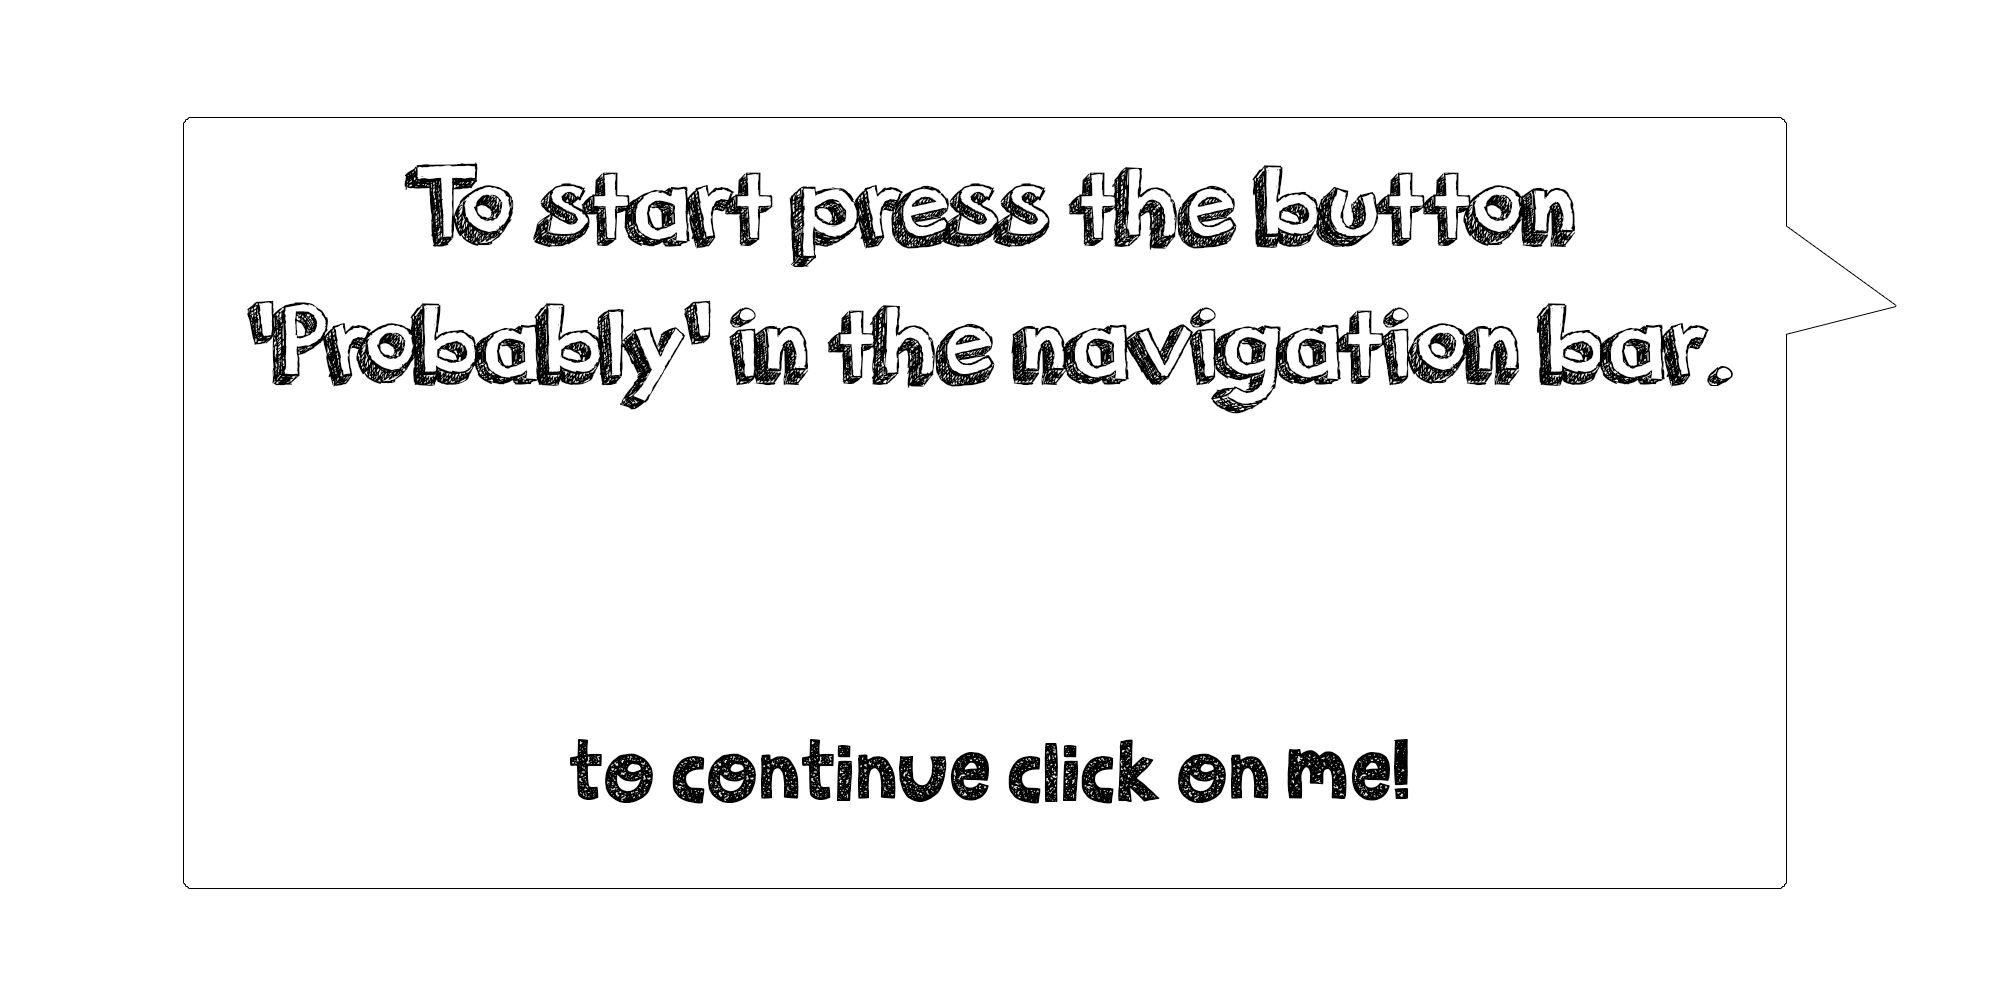 To start press the button
'Probably' in the navigation bar.
to continue click on me!